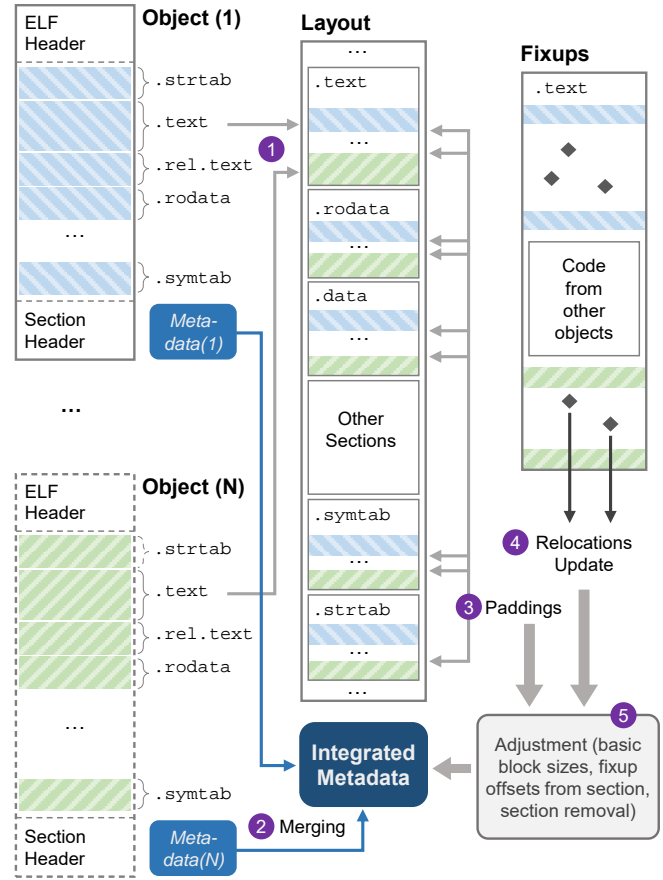 Object (1)
ELF
Header
.strtab
.text
.rel.text
.rodata
...
.symtab
Section
Header
Meta-
data(1)
...
Object (N)
ELF
Header
.strtab
.text
.rel.text
.rodata
...
.symtab
Section
Header
Meta-
data(N)
Layout
...
.text
...
1
.rodata
...
.data
...
Other
Sections
.symtab
...
.strtab
...
...
3 Paddings
Integrated
Metadata
2 Merging
Fixups
.text
Code
from
other
objects
4 Relocations
Update
5
Adjustment (basic
block sizes, fixup
offsets from section,
section removal)